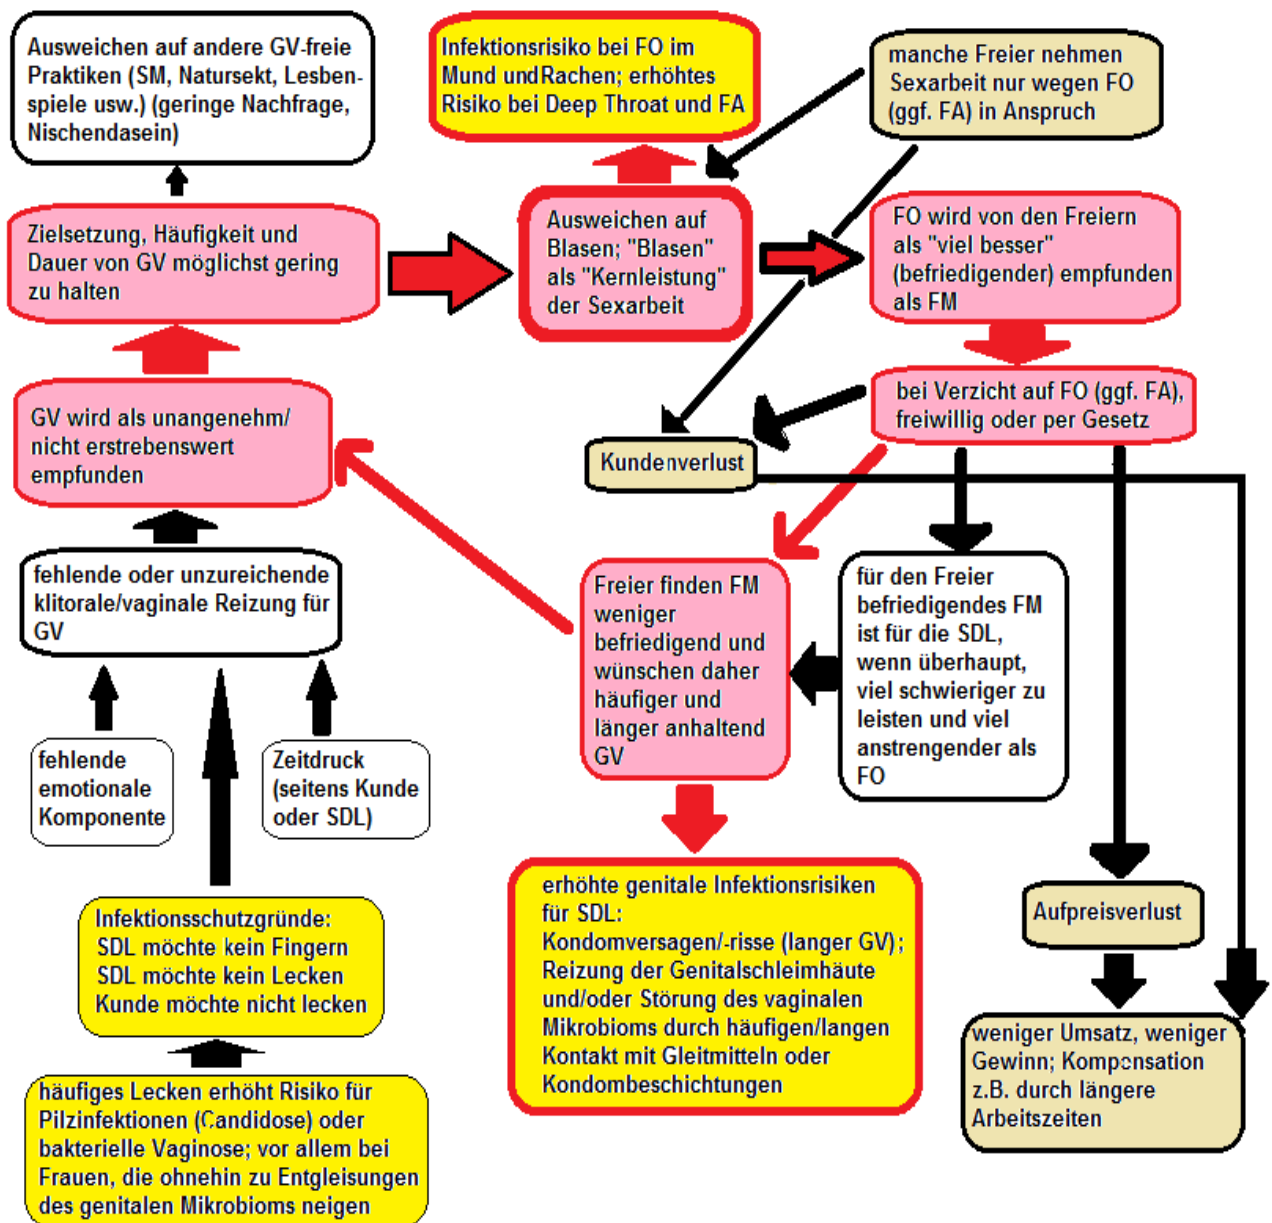 Ausweichen auf andere GV-freie
Praktiken (SM, Natursekt, Lesben-
spiele usw.) (geringe Nachfrage,
Nischendasein)
Infektionsrisiko bei FO im
Mund undRachen; erhöhtes
Risiko bei Deep Throat und FA
manche Freier nehmen
Sexarbeit nur wegen FO
(ggf. FA) in Anspruch
Zielsetzung, Häufigkeit und
Dauer von GV möglichst gering
zu halten
Ausweichen auf
Blasen; "Blasen"
als "Kernleistung"
der Sexarbeit
FO wird von den Freiern
als "viel besser"
(befriedigender) empfunden
als FM
GV wird als unangenehm/
nicht erstrebenswert
empfunden
bei Verzicht auf FO (ggf. FA),
freiwillig oder per Gesetz
Kundenverlust
fehlende oder unzureichende
klitorale/vaginale Reizung für
GV
Freier finden FM
weniger
befriedigend und
wünschen daher
häufiger und
länger anhaltend
GV
für den Freier
befriedigendes FM
ist für die SDL,
wenn überhaupt,
viel schwieriger zu
leisten und viel
anstrengender als
FO
fehlende
emotionale
Komponente
Zeitdruck
(seitens Kunde
oder SDL)
erhöhte genitale Infektionsrisiken
für SDL:
Kondomversagen/-risse (langer GV);
Reizung der Genitalschleimhäute
und/oder Störung des vaginalen
Mikrobioms durch häufigen/langen
Kontakt mit Gleitmitteln oder
Kondombeschichtungen
Aufpreisverlust
Infektionsschutzgründe:
SDL möchte kein Fingern
SDL möchte kein Lecken
Kunde möchte nicht lecken
weniger Umsatz, weniger
Gewinn; Kompensation
z.B. durch längere
Arbeitszeiten
häufiges Lecken erhöht Risiko für
Pilzinfektionen (Candidose) oder
bakterielle Vaginose; vor allem bei
Frauen, die ohnehin zu Entgleisungen
des genitalen Mikrobioms neigen